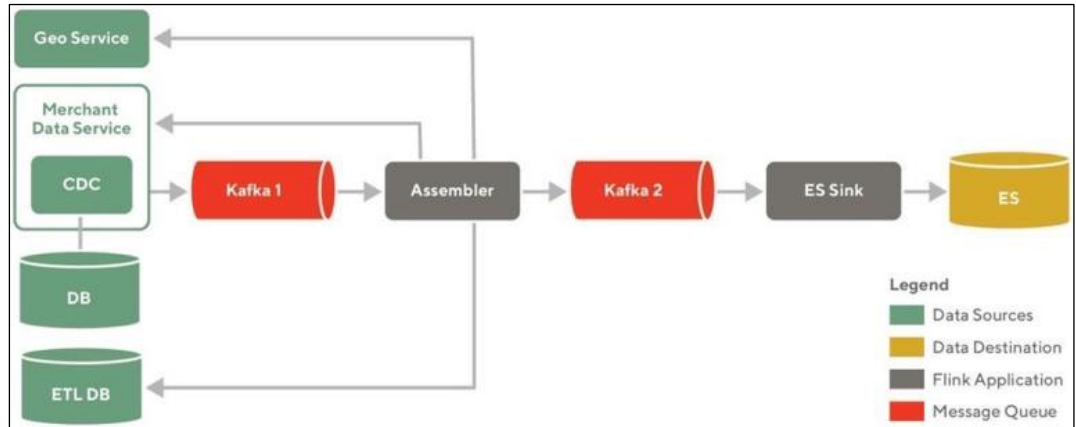 Geo Service
Merchant
Data Service
CDC
Kafka 1
Assembler
Kafka 2
ES Sink
ES
DB
ETL DB
Legend
Data Sources
Data Destination
Flink Application
Message Queue